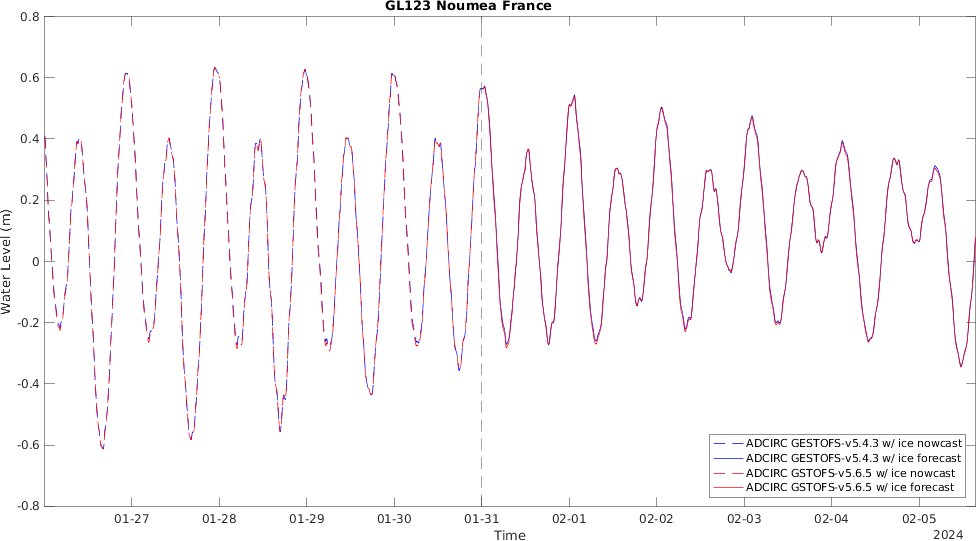 GL123 Noumea France
0.8
0.6
0.4
0.2
0
-0.2
-0.4
-0.6
-0.8
Water Level (m)
ADCIRC GESTOFS-v5.4.3 w/ ice nowcast
ADCIRC GESTOFS-v5.4.3 w/ ice forecast
ADCIRC GSTOFS-v5.6.5 w/ ice nowcast
ADCIRC GSTOFS-v5.6.5 w/ ice forecast
01-27 01-28 01-29 01-30 01-31 02-01 02-02 02-03 02-04 02-05
Time
2024